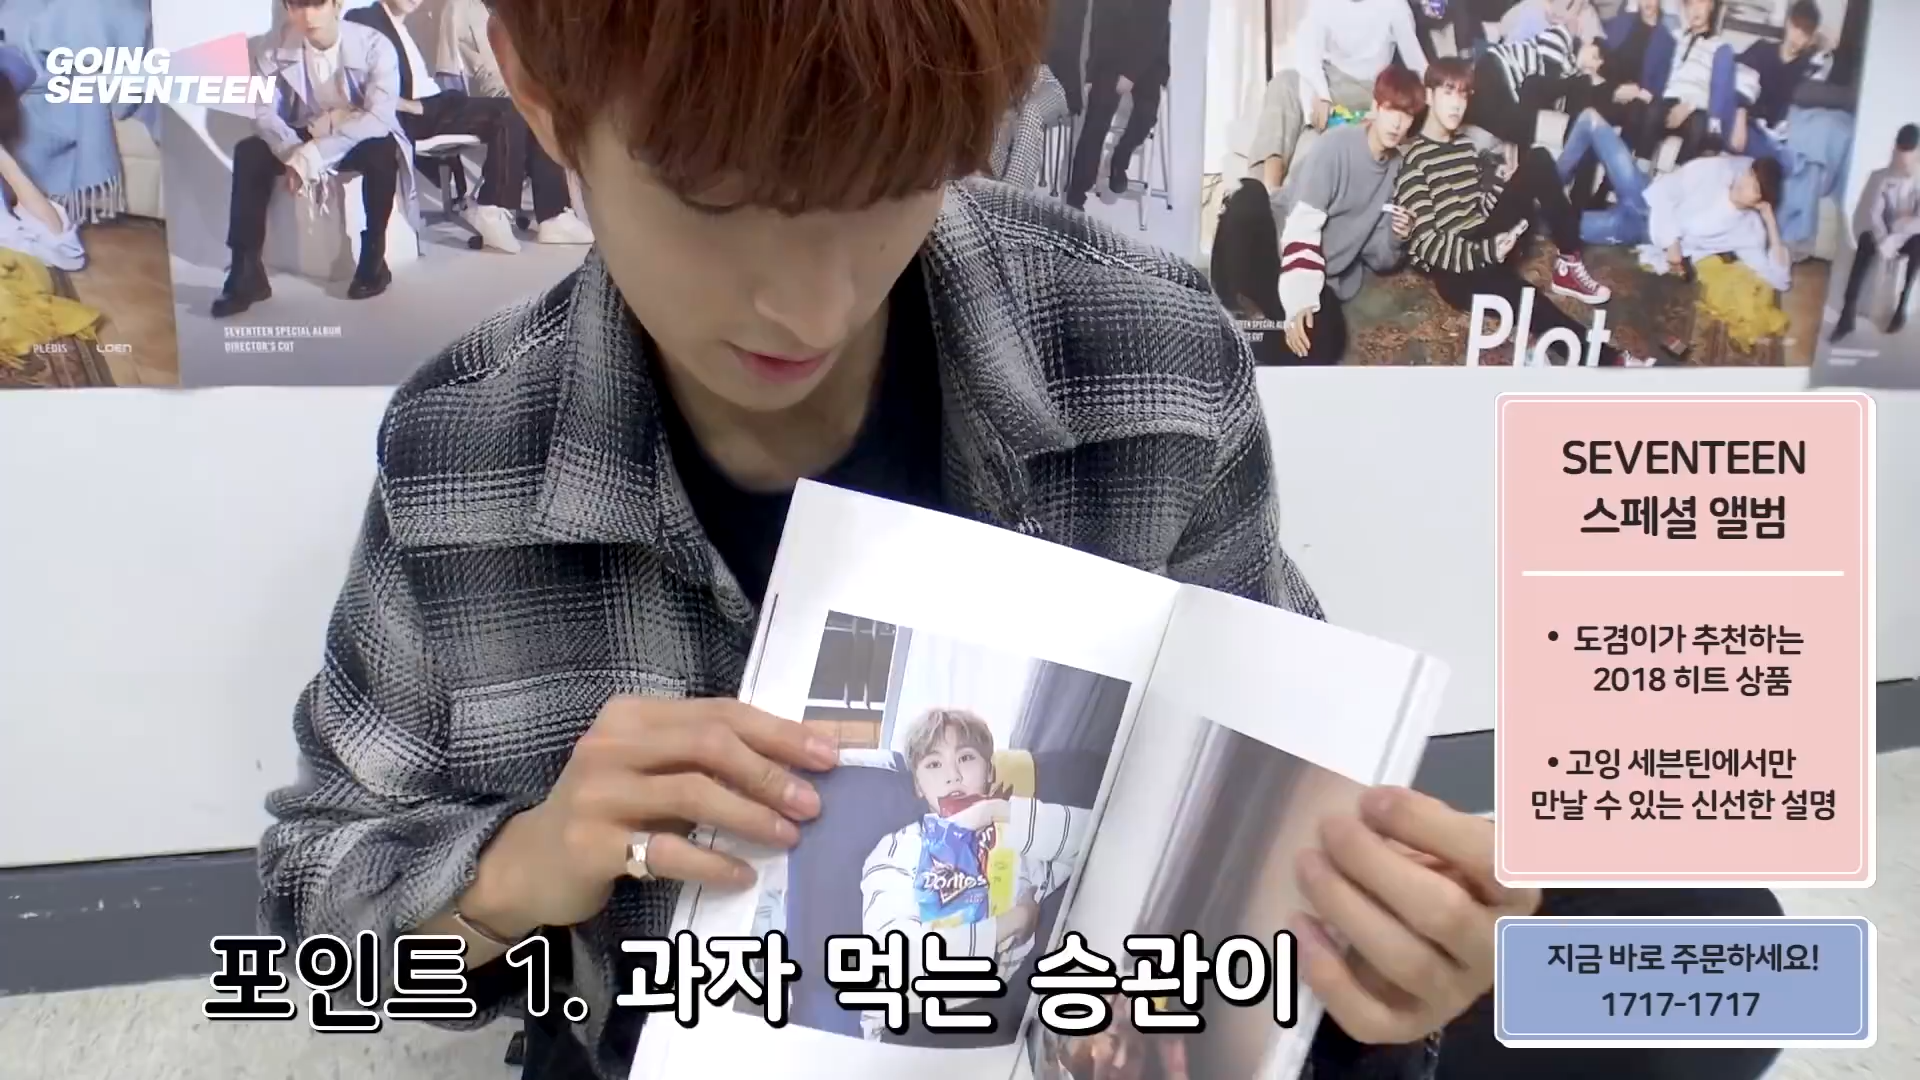 GOING
SEVENTEEN
SEVENTEEN SPECIAL ALBUM
DIRECTOR'S CUT
PLEDIS LOEN
Plot
SEVENTEEN
스페셜 앨범
• 도겸이가 추천하는
2018 히트 상품
• 고잉 세븐틴에서만
만날 수 있는 신선한 설명
Doritos
포인트 1. 과자 먹는 승관이
지금 바로 주문하세요!
1717-1717